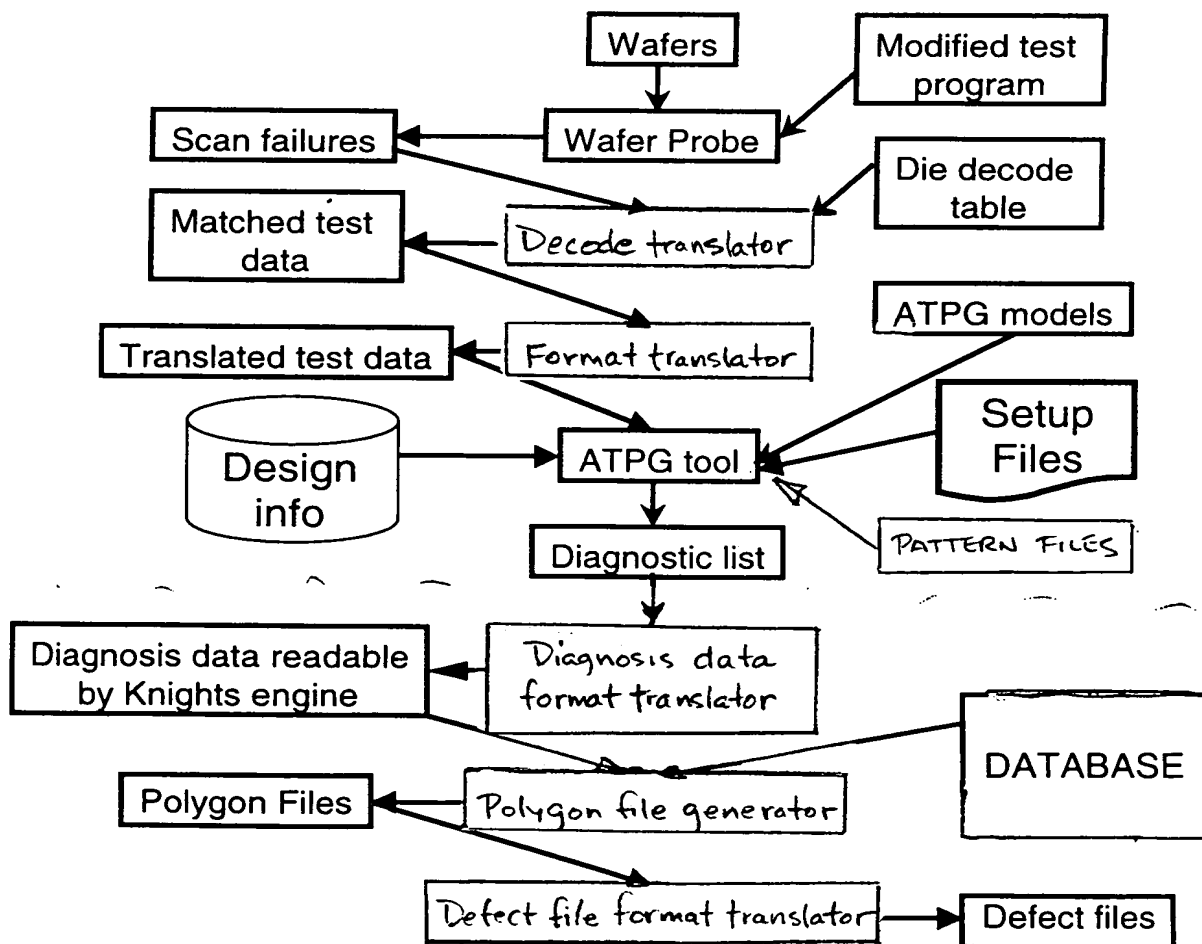 Wafers
Modified test
program
Scan failures
Wafer Probe
Die decode
table
Matched test
data
Decode translator
ATPG models
Translated test data
Format translator
Setup
Files
Design
info
ATPG tool
PATTERN FILES
Diagnostic list
Diagnosis data readable
by Knights engine
Diagnosis data
format translator
DATABASE
Polygon Files
Polygon file generator
Defect file format translator
Defect files